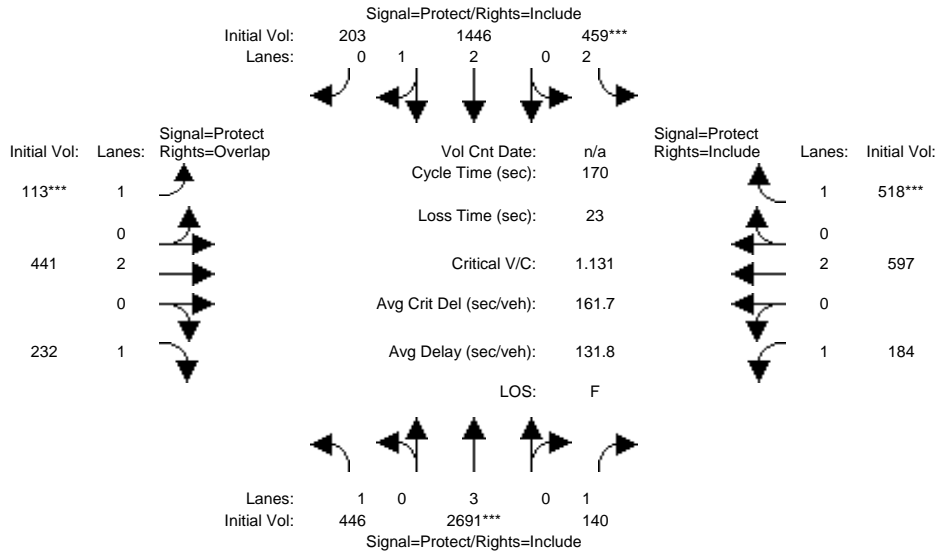 Signal=Protect/Rights=Include
Initial Vol: 203 1446 459***
Lanes: 0 1 2 0 2
Signal=Protect
Initial Vol: Lanes: Rights=Overlap
Vol Cnt Date: n/a
Signal=Protect
Rights=Include Lanes: Initial Vol:
Cycle Time (sec): 170
113*** 1
1 518***
Loss Time (sec): 23
0
0
441 2
Critical V/C: 1.131
2 597
0
Avg Crit Del (sec/veh): 161.7
0
232 1
Avg Delay (sec/veh): 131.8
1 184
LOS: F
Lanes: 1 0 3 0 1
Initial Vol: 446 2691*** 140
Signal=Protect/Rights=Include